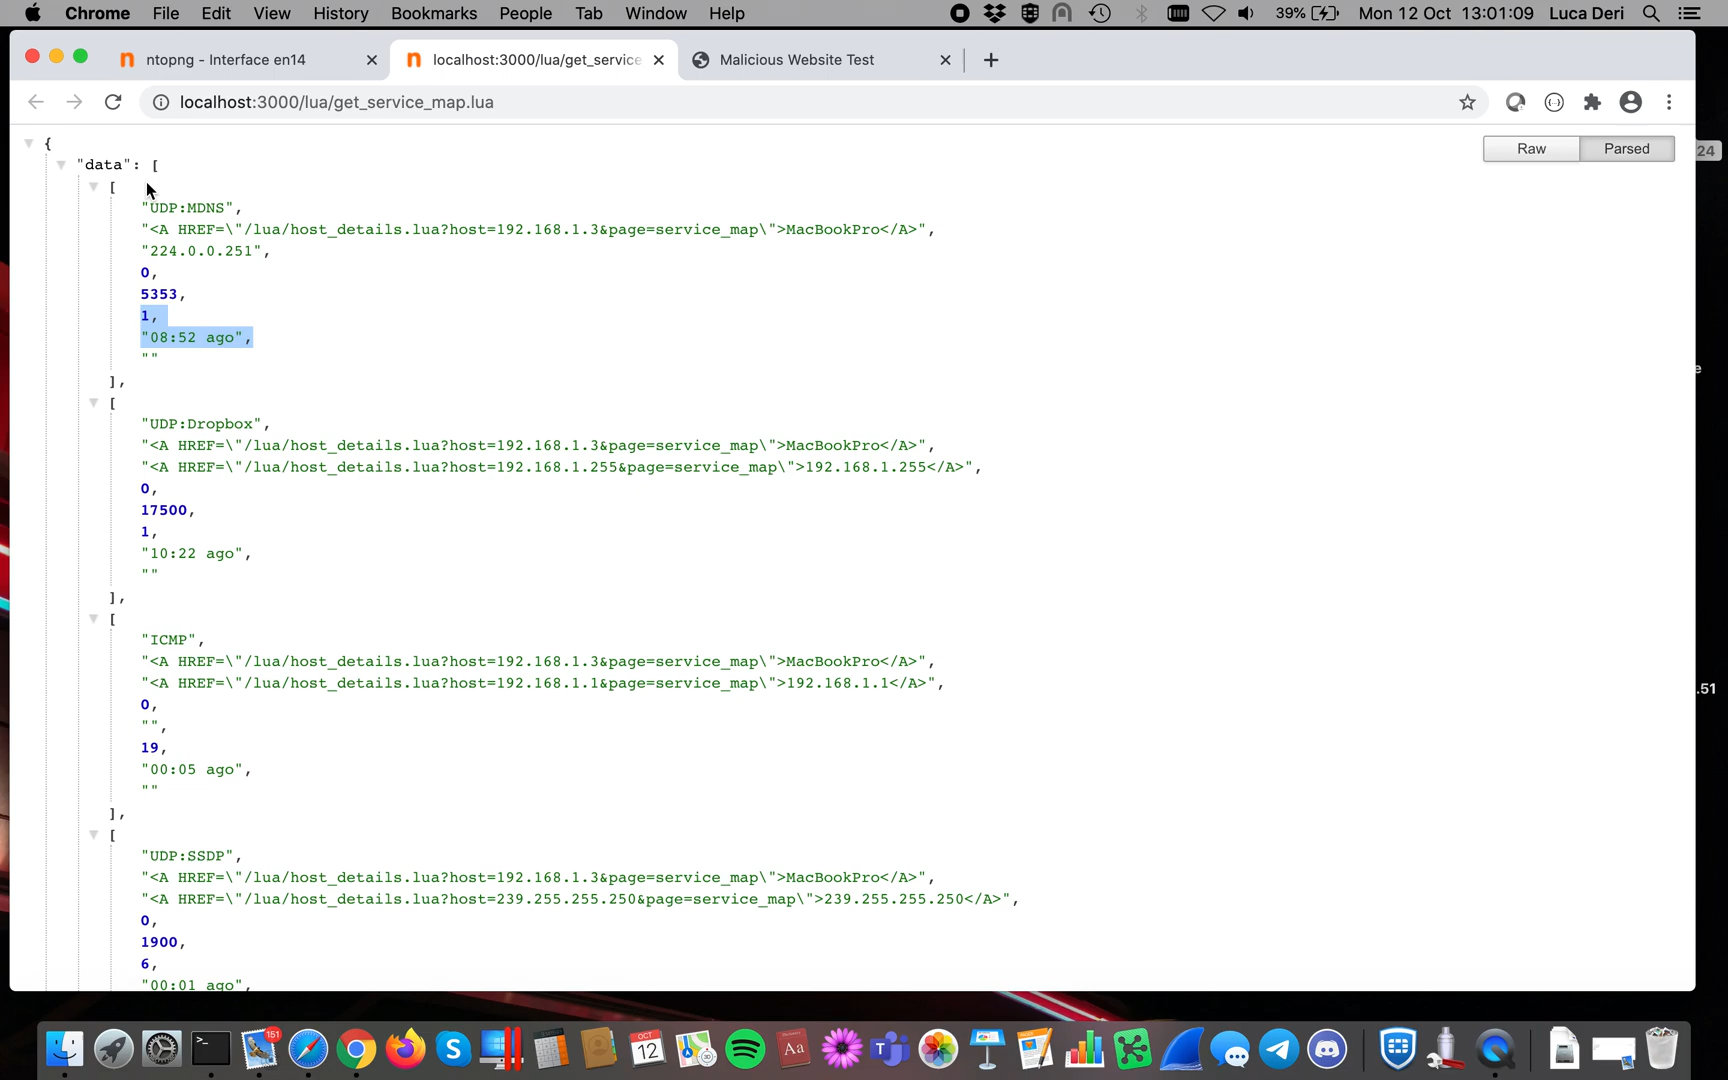 Chrome File Edit View History Bookmarks People Tab Window Help 39% Mon 12 Oct 13:01:09 Luca Deri
ntopng - Interface en14 localhost:3000/lua/get_service Malicious Website Test
localhost:3000/lua/get_service_map.lua
Raw Parsed
24
{
"data": [
[
"UDP:MDNS",
"<A HREF=\"/lua/host_details.lua?host=192.168.1.3&page=service_map\">MacBookPro</A>",
"224.0.0.251",
0,
5353,
1,
"08:52 ago",
""
],
e
[
"UDP:Dropbox",
"<A HREF=\"/lua/host_details.lua?host=192.168.1.3&page=service_map\">MacBookPro</A>",
"<A HREF=\"/lua/host_details.lua?host=192.168.1.255&page=service_map\">192.168.1.255</A>",
0,
17500,
1,
"10:22 ago",
""
],
[
"ICMP",
"<A HREF=\"/lua/host_details.lua?host=192.168.1.3&page=service_map\">MacBookPro</A>",
"<A HREF=\"/lua/host_details.lua?host=192.168.1.1&page=service_map\">192.168.1.1</A>",
.51
0,
"",
19,
"00:05 ago",
""
],
[
"UDP:SSDP",
"<A HREF=\"/lua/host_details.lua?host=192.168.1.3&page=service_map\">MacBookPro</A>",
"<A HREF=\"/lua/host_details.lua?host=239.255.255.250&page=service_map\">239.255.255.250</A>",
0,
1900,
6,
"00:01 ago",
151
OCT
12
3D
Aa